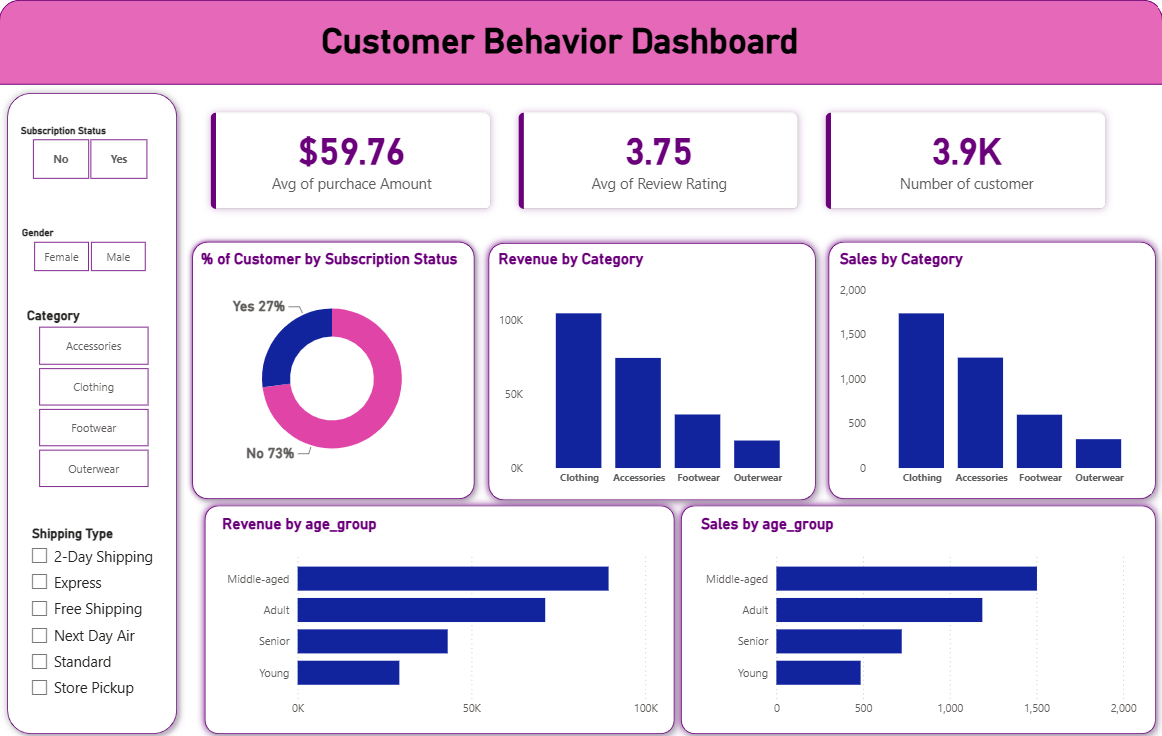 Customer Behavior Dashboard
Subscription Status
No Yes
Gender
Female Male
Category
Accessories
Clothing
Footwear
Outerwear
Shipping Type
2-Day Shipping
Express
Free Shipping
Next Day Air
Standard
Store Pickup
$59.76
Avg of purchace Amount
3.75
Avg of Review Rating
3.9K
Number of customer
% of Customer by Subscription Status
Yes 27%
No 73%
Revenue by Category
100K
50K
0K
Clothing Accessories Footwear Outerwear
Sales by Category
2,000
1,500
1,000
500
0
Clothing Accessories Footwear Outerwear
Revenue by age_group
Middle-aged
Adult
Senior
Young
0K 50K 100K
Sales by age_group
Middle-aged
Adult
Senior
Young
0 500 1,000 1,500 2,000